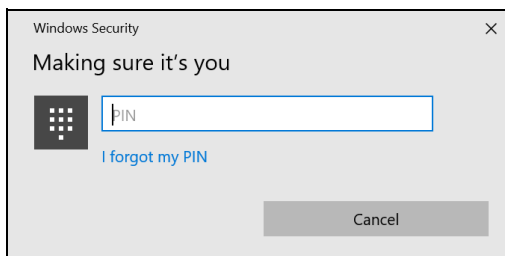 Windows Security
Making sure it's you
PIN
I forgot my PIN
Cancel